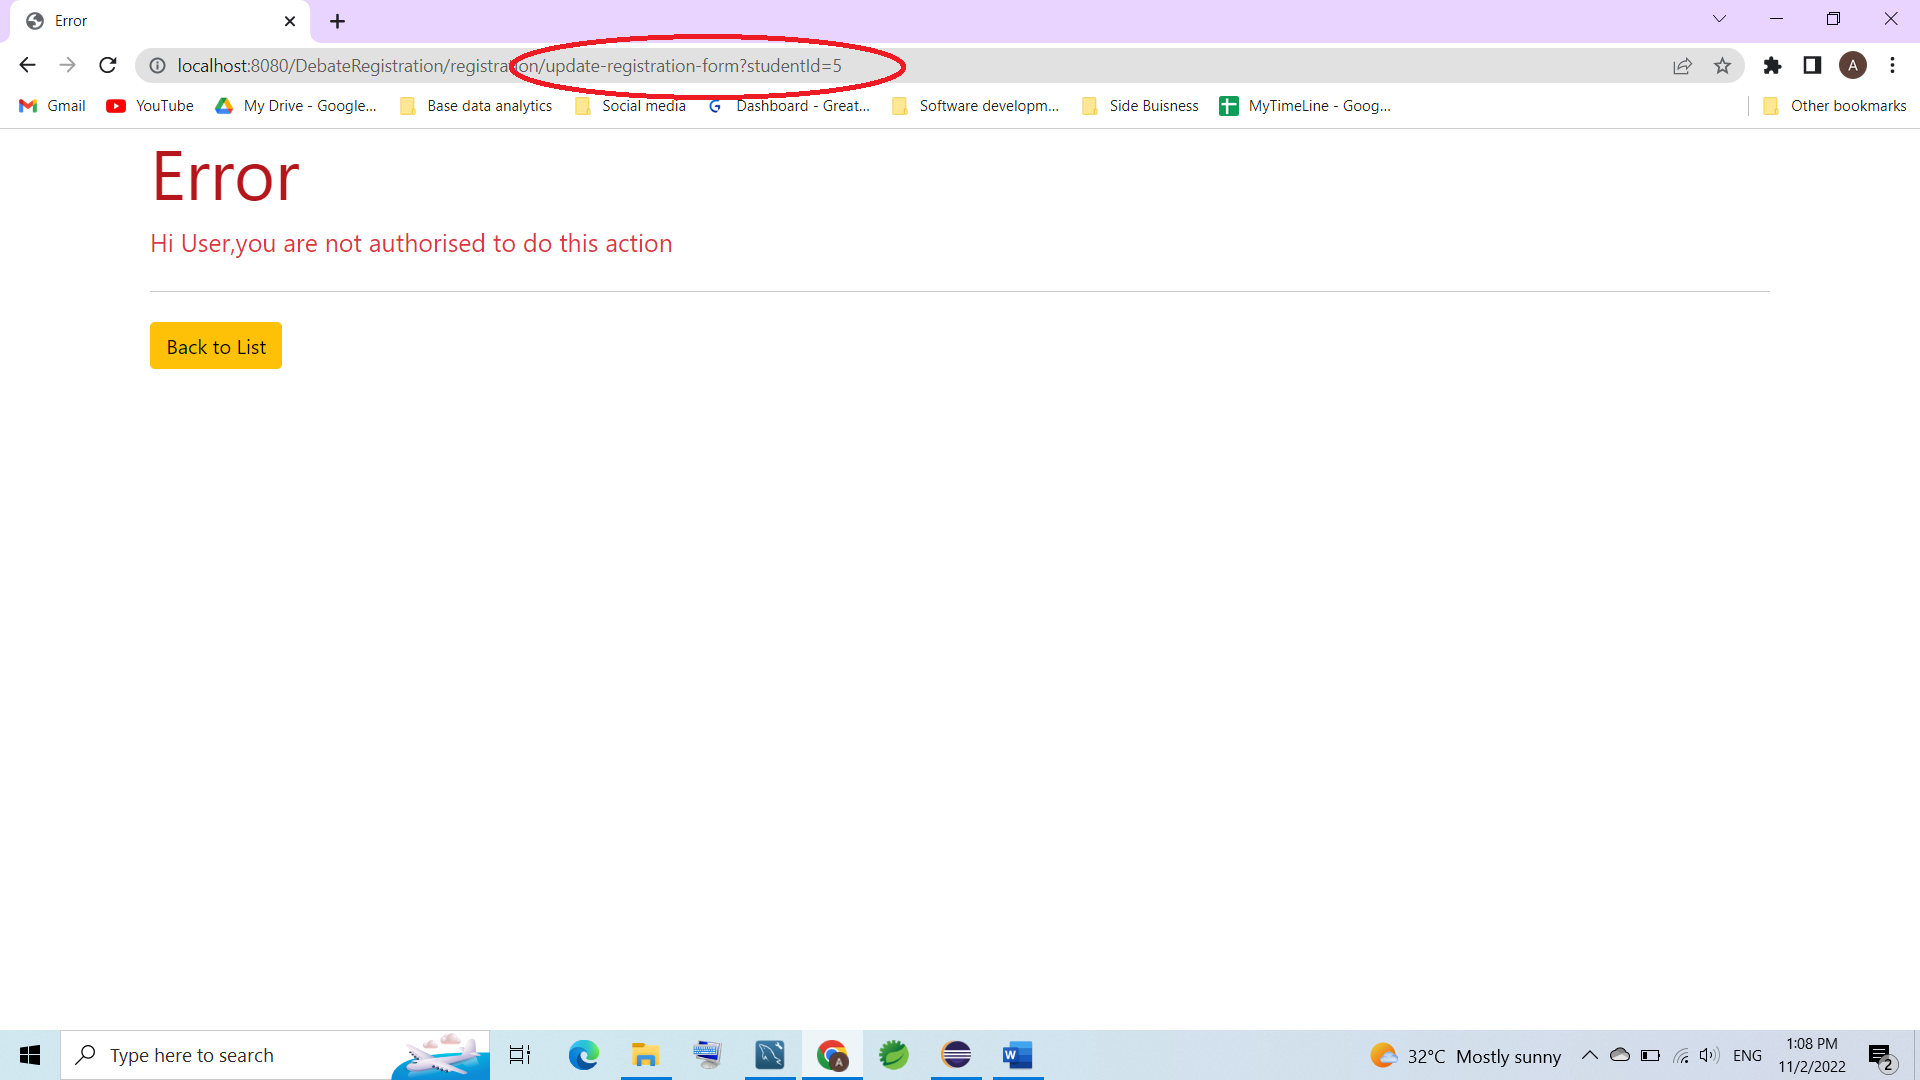 Error
localhost:8080/DebateRegistration/registration/update-registration-form?studentId=5
A
Gmail YouTube My Drive - Google... Base data analytics Social media Dashboard - Great... Software developm... Side Buisness MyTimeLine - Goog... Other bookmarks
Error
Hi User,you are not authorised to do this action
Back to List
Type here to search
A
W
32°C Mostly sunny
ENG
1:08 PM
11/2/2022
2